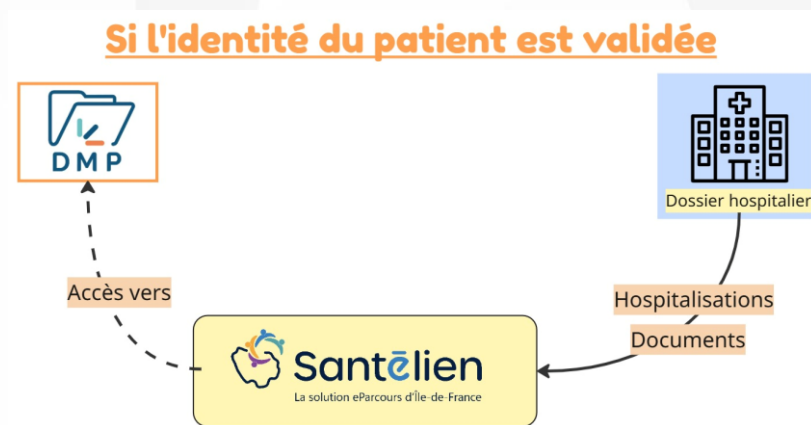 Si l'identité du patient est validée
DMP
Dossier hospitalier
Accès vers
Hospitalisations
Documents
Santēlien
La solution eParcours d'Île-de-France